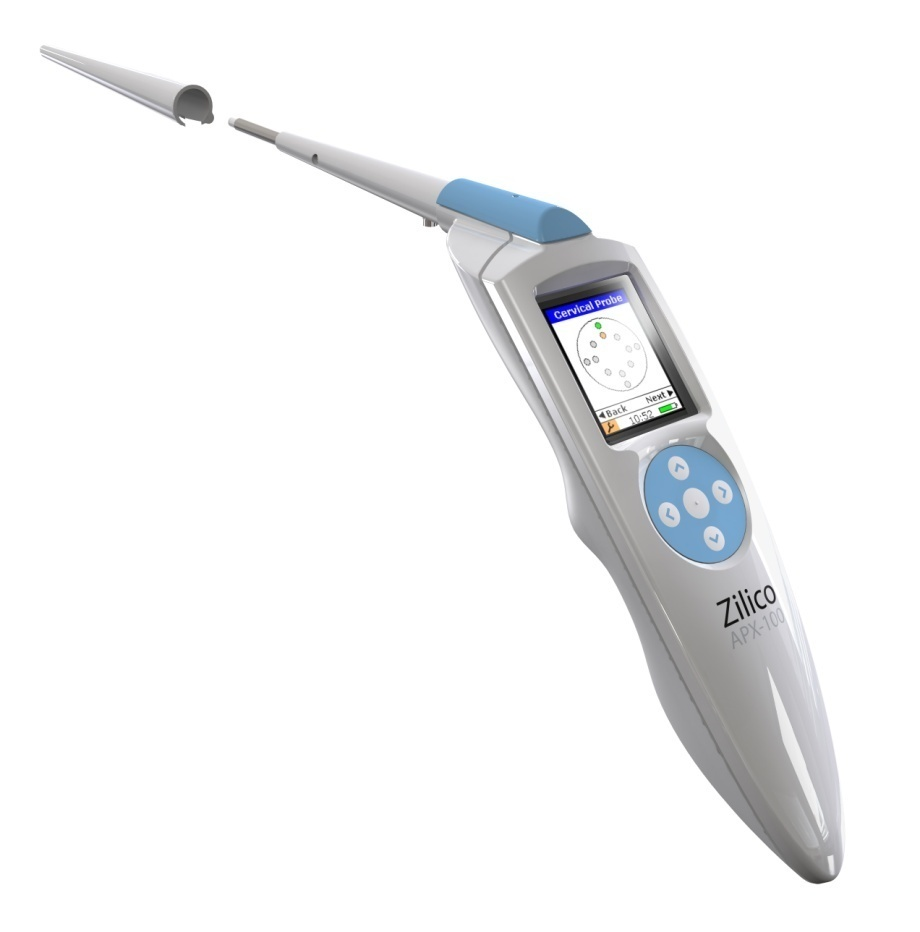 Cervical Probe
◀Back Next▶
10:52
Zilico
APX-100